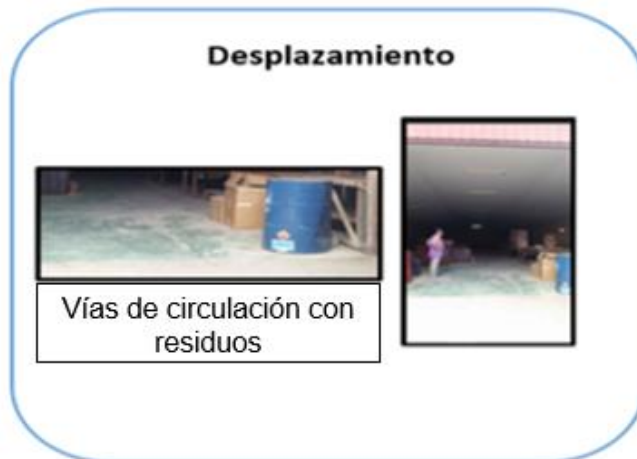 Desplazamiento
Vías de circulación con
residuos